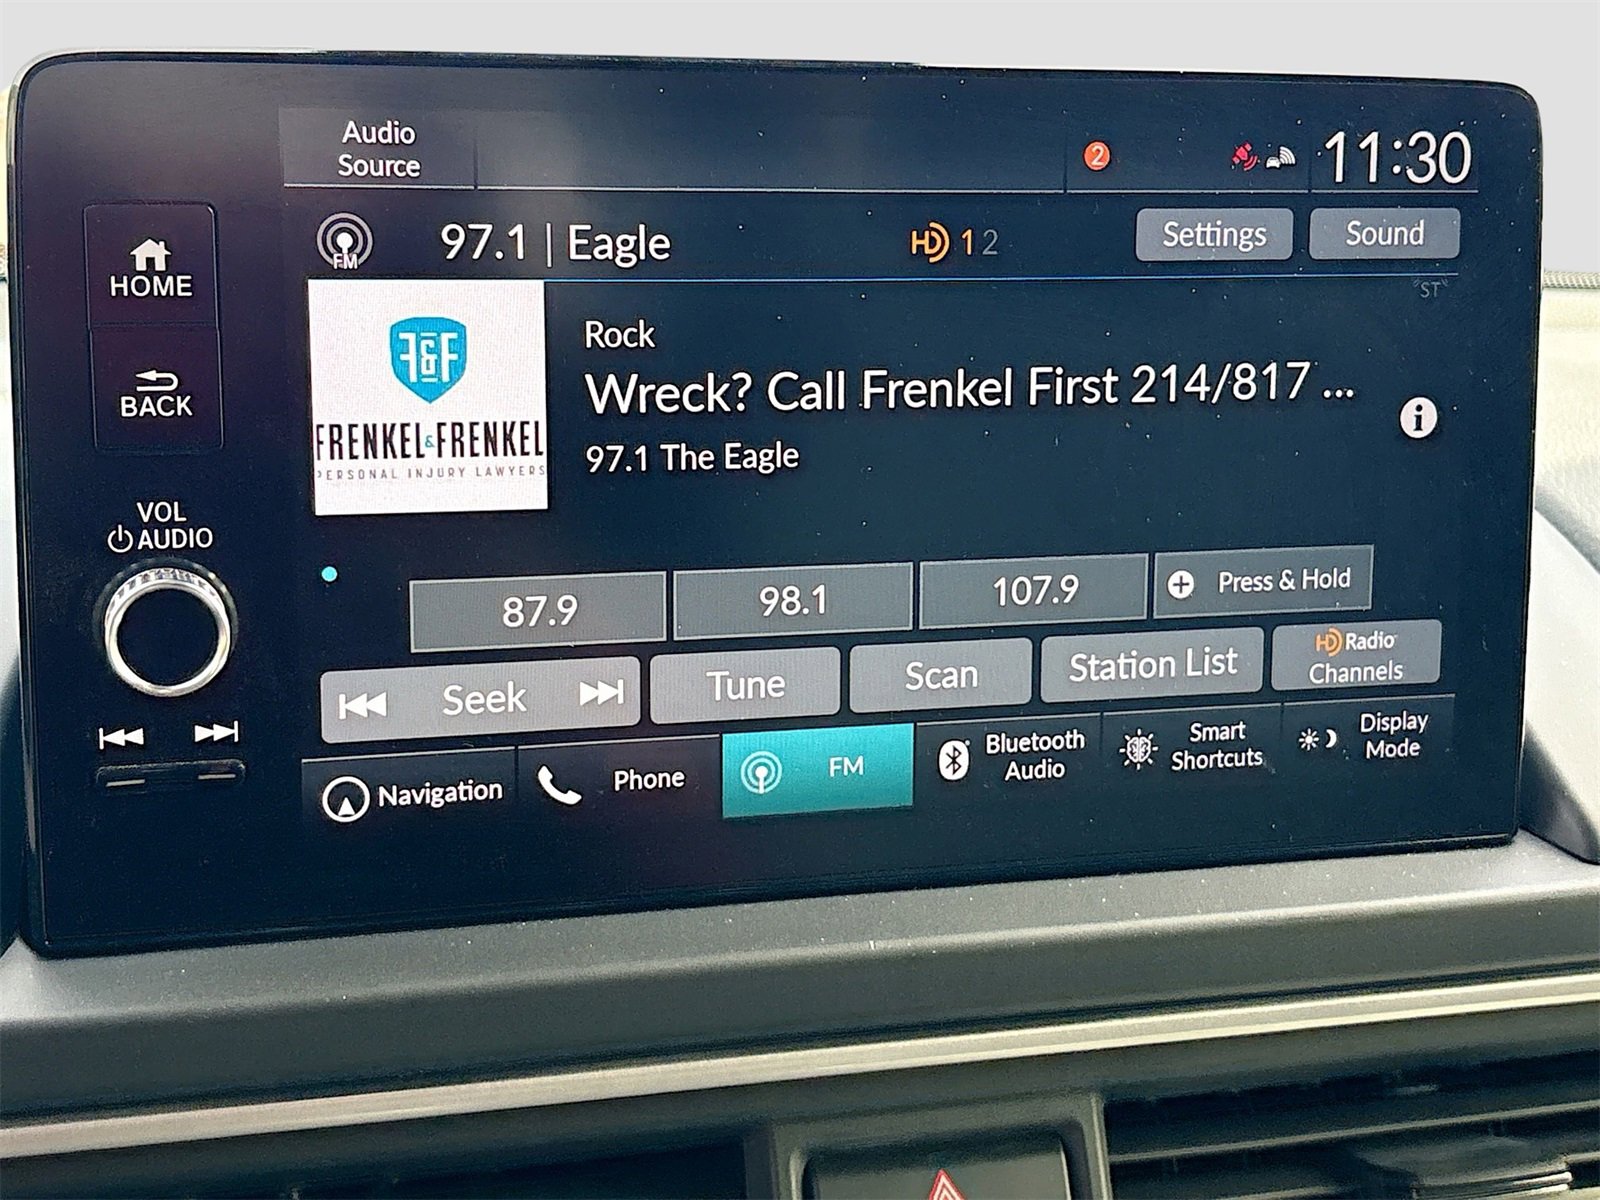 Audio
Source
2
11:30
HOME
BACK
VOL
AUDIO
FM
97.1 | Eagle
HD 1 2
Settings
Sound
ST
F&F
FRENKEL&FRENKEL
PERSONAL INJURY LAWYERS
Rock
Wreck? Call Frenkel First 214/817 ...
97.1 The Eagle
i
87.9
98.1
107.9
Press & Hold
Seek
Tune
Scan
Station List
HD Radio
Channels
Navigation
Phone
FM
Bluetooth
Audio
Smart
Shortcuts
Display
Mode